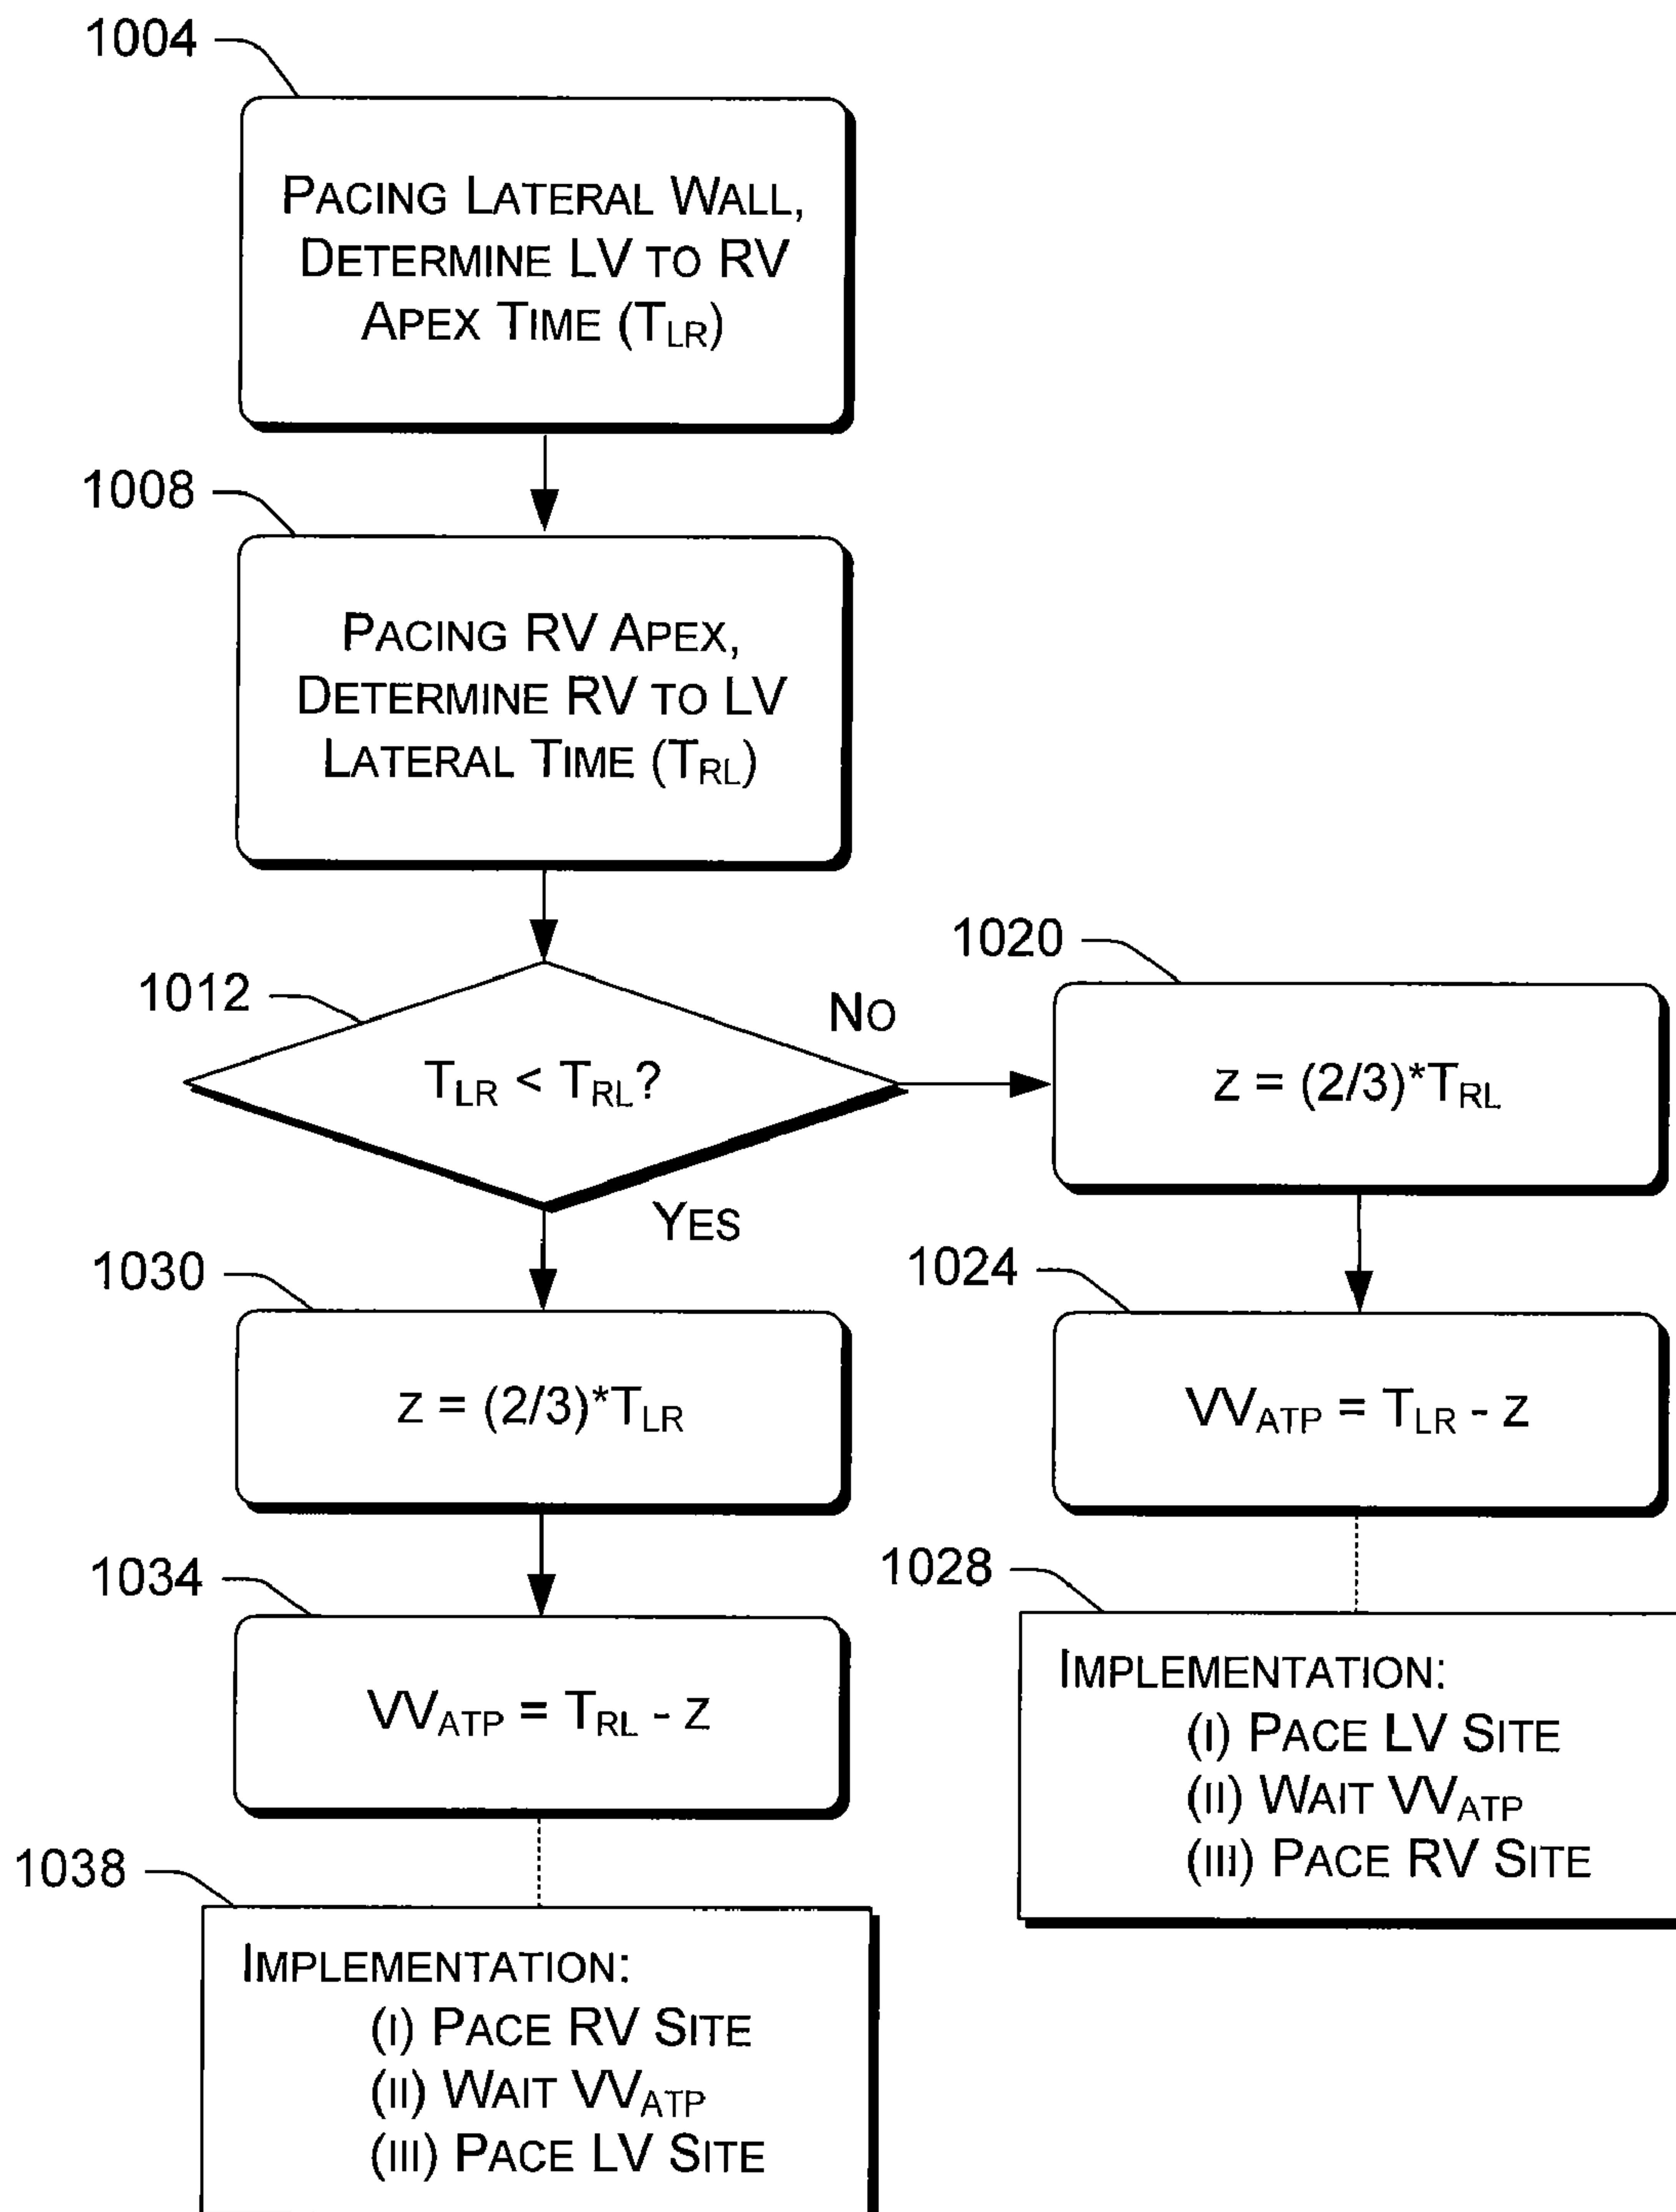 1004
PACING LATERAL WALL,
DETERMINE LV TO RV
APEX TIME (TLR)
1008
PACING RV APEX,
DETERMINE RV TO LV
LATERAL TIME (TRL)
1012
TLR < TRL?
NO
YES
1020
z = (2/3)*TRL
1024
VVATP = TLR - z
1028
IMPLEMENTATION:
(I) PACE LV SITE
(II) WAIT VVATP
(III) PACE RV SITE
1030
z = (2/3)*TLR
1034
VVATP = TRL - z
1038
IMPLEMENTATION:
(I) PACE RV SITE
(II) WAIT VVATP
(III) PACE LV SITE